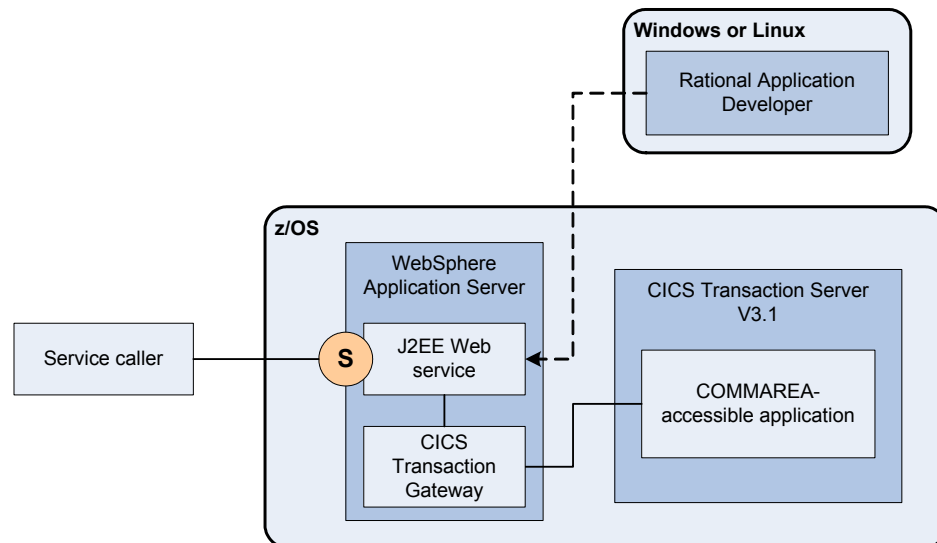 Windows or Linux
Rational Application
Developer
z/OS
WebSphere
Application Server
CICS Transaction Server
V3.1
Service caller
S
J2EE Web
service
COMMAREA-
accessible application
CICS
Transaction
Gateway